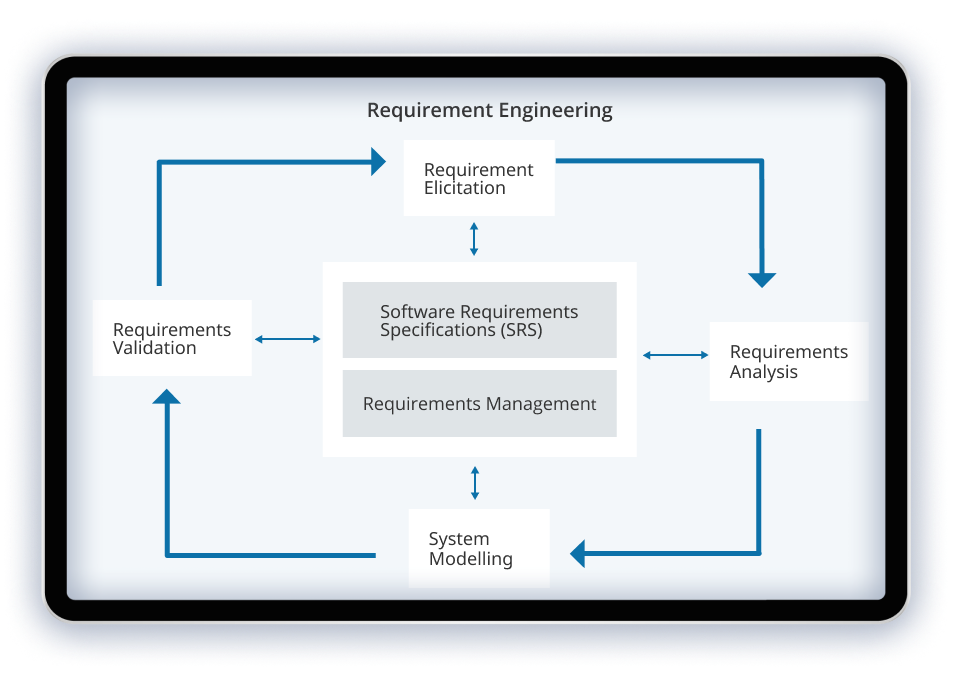 Requirement Engineering
Requirement
Elicitation
Software Requirements
Specifications (SRS)
Requirements Management
Requirements
Validation
Requirements
Analysis
System
Modelling